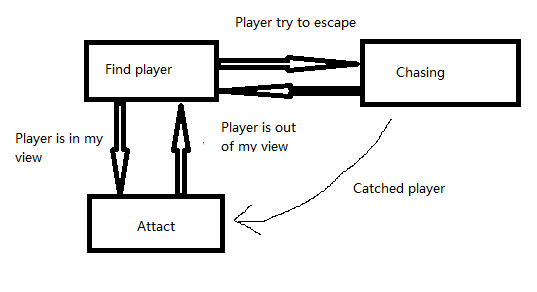 Player try to escape
Find player
Chasing
Player is in my
view
Player is out
of my view
Catched player
Attact